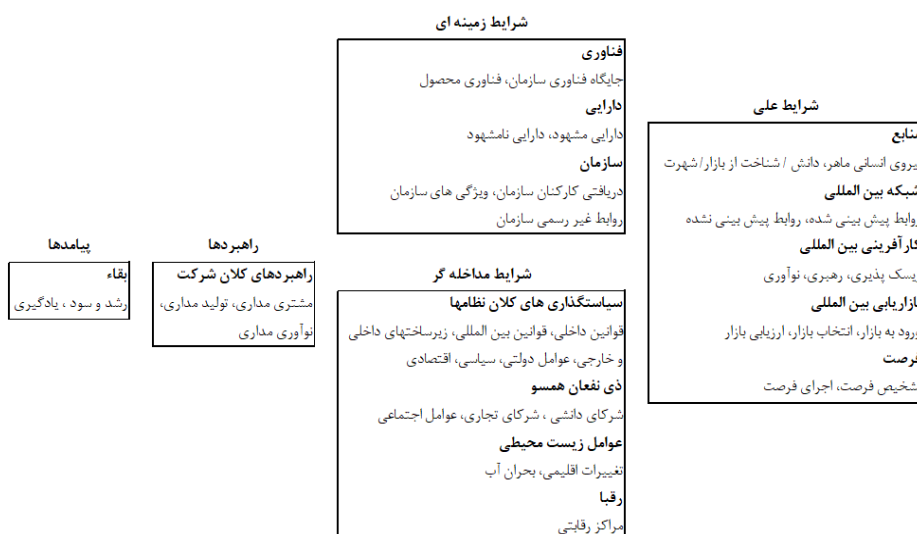 شرایط زمینه ای
فناوری
جایگاه فناوری سازمان، فناوری محصول
دارایی
دارایی مشهود، دارایی نامشهود
سازمان
دریافتی کارکنان سازمان، ویژگی های سازمان
روابط غیر رسمی سازمان
شرایط علی
منابع
نیروی انسانی ماهر، دانش / شناخت از بازار/ شهرت
شبکه بین المللی
روابط پیش بینی شده، روابط پیش بینی نشده
کارآفرینی بین المللی
ریسک پذیری، رهبری، نوآوری
بازاریابی بین المللی
ورود به بازار، انتخاب بازار، ارزیابی بازار
فرصت
تشخیص فرصت، اجرای فرصت
شرایط مداخله گر
سیاستگذاری های کلان نظامها
قوانین داخلی، قوانین بین المللی، زیرساختهای داخلی
و خارجی، عوامل دولتی، سیاسی، اقتصادی
ذی نفعان همسو
شرکای دانشی ، شرکای تجاری، عوامل اجتماعی
عوامل زیست محیطی
تغییرات اقلیمی، بحران آب
رقبا
مراکز رقابتی
راهبردها
راهبردهای کلان شرکت
مشتری مداری، تولید مداری،
نوآوری مداری
پیامدها
بقاء
رشد و سود ، یادگیری